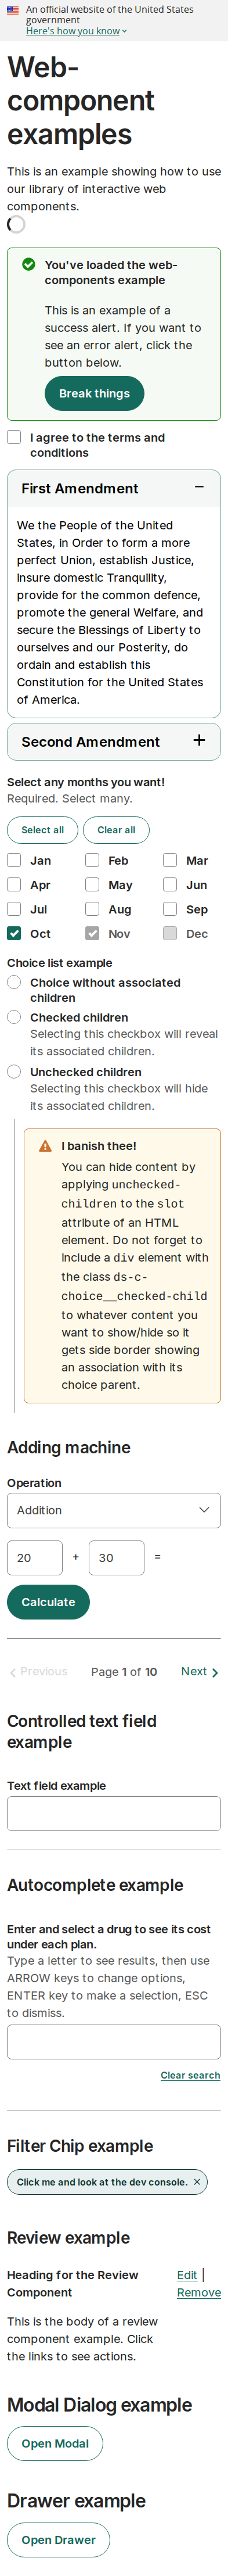 An official website of the United States
government
Here's how you know
Web-
component
examples
This is an example showing how to use
our library of interactive web
components.
You've loaded the web-
components example
This is an example of a
success alert. If you want to
see an error alert, click the
button below.
Break things
I agree to the terms and
conditions
First Amendment
We the People of the United
States, in Order to form a more
perfect Union, establish Justice,
insure domestic Tranquility,
provide for the common defence,
promote the general Welfare, and
secure the Blessings of Liberty to
ourselves and our Posterity, do
ordain and establish this
Constitution for the United States
of America.
Second Amendment
Select any months you want!
Required. Select many.
Select all Clear all
Jan Feb Mar
Apr May Jun
Jul Aug Sep
Oct Nov Dec
Choice list example
Choice without associated
children
Checked children
Selecting this checkbox will reveal
its associated children.
Unchecked children
Selecting this checkbox will hide
its associated children.
I banish thee!
You can hide content by
applying unchecked-
children to the slot
attribute of an HTML
element. Do not forget to
include a div element with
the class ds-c-
choice__checked-child
to whatever content you
want to show/hide so it
gets side border showing
an association with its
choice parent.
Adding machine
Operation
Addition
20 + 30 =
Calculate
Previous Page 1 of 10 Next
Controlled text field
example
Text field example
Autocomplete example
Enter and select a drug to see its cost
under each plan.
Type a letter to see results, then use
ARROW keys to change options,
ENTER key to make a selection, ESC
to dismiss.
Clear search
Filter Chip example
Click me and look at the dev console.
Review example
Heading for the Review Edit |
Component Remove
This is the body of a review
component example. Click
the links to see actions.
Modal Dialog example
Open Modal
Drawer example
Open Drawer